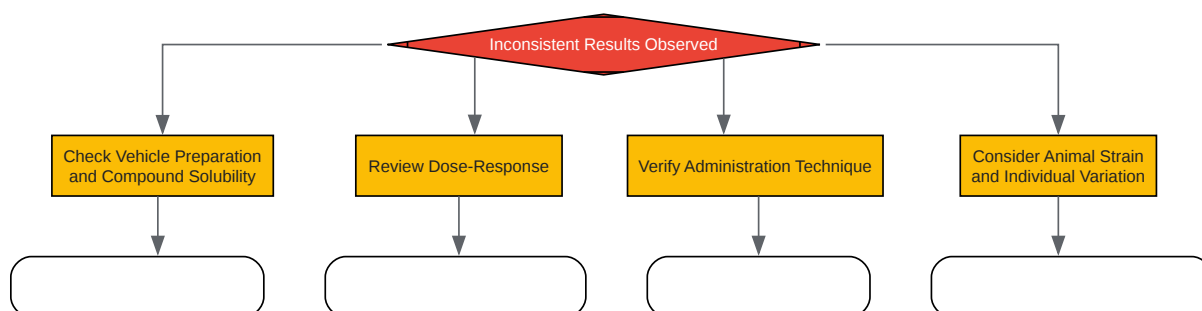 Inconsistent Results Observed
Check Vehicle Preparation
and Compound Solubility
Review Dose-Response
Verify Administration Technique
Consider Animal Strain
and Individual Variation